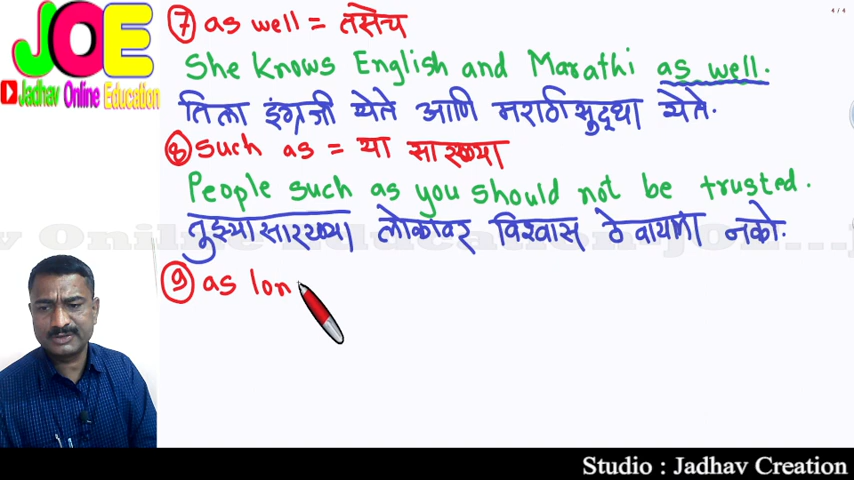 JOE
Jadhav Online Education
4 / 4
⑦ as well = तसेच
She knows English and Marathi as well.
तिला इंग्रजी य्येते आणि मराठी सुद्धा य्येते.
⑧ such as = या सारख्या
People such as you should not be trusted.
तुझ्या सारख्या लोकांवर विश्वास ठेवायला नको.
⑨ as lon
Studio : Jadhav Creation